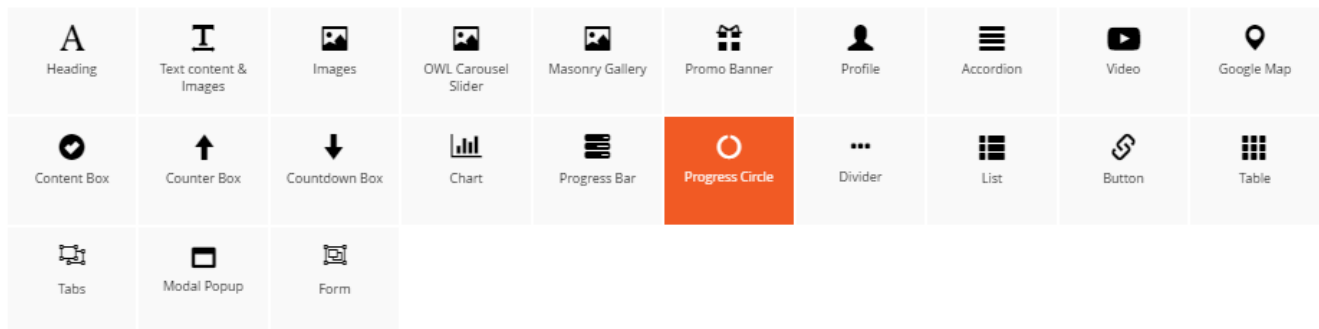 Heading
Text content &
Images
Images
OWL Carousel
Slider
Masonry Gallery
Promo Banner
Profile
Accordion
Video
Google Map
Content Box
Counter Box
Countdown Box
Chart
Progress Bar
Progress Circle
Divider
List
Button
Table
Tabs
Modal Popup
Form